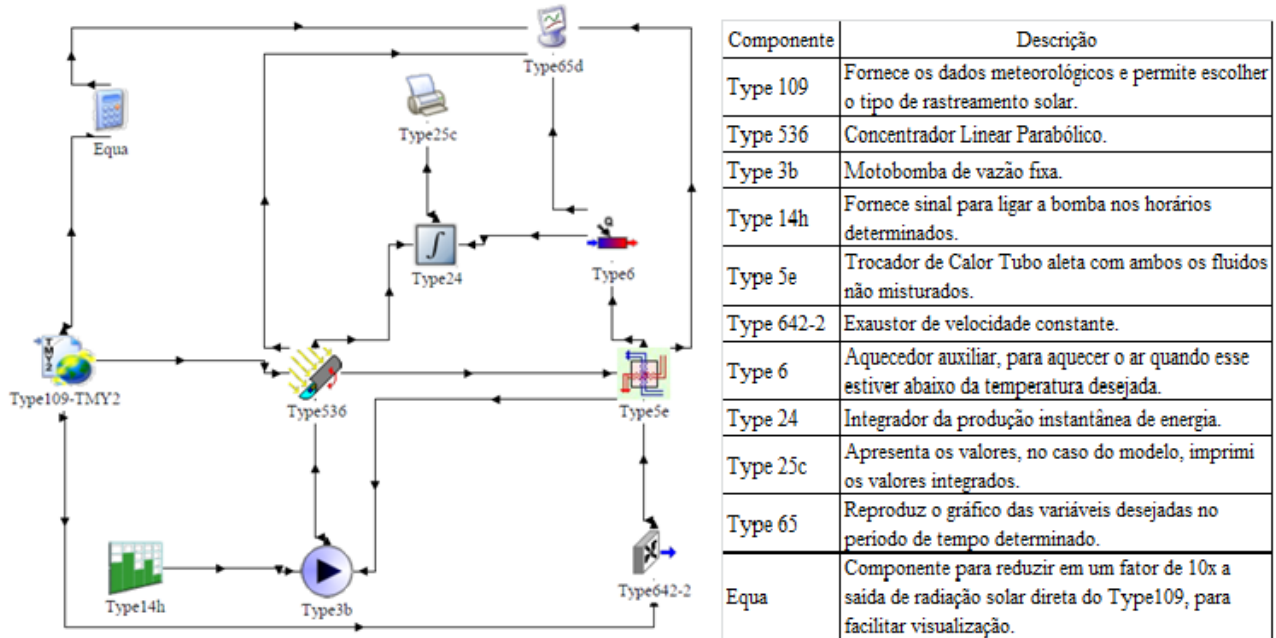 Type65d
Type25c
Equa
Type24
Type6
Type109-TMY2
Type536
Type5e
Type14h
Type3b
Type642-2
Componente Descrição
Type 109 Fornece os dados meteorológicos e permite escolher
o tipo de rastreamento solar.
Type 536 Concentrador Linear Parabólico.
Type 3b Motobomba de vazão fixa.
Type 14h Fornece sinal para ligar a bomba nos horários
determinados.
Type 5e Trocador de Calor Tubo aleta com ambos os fluidos
não misturados.
Type 642-2 Exaustor de velocidade constante.
Type 6 Aquecedor auxiliar, para aquecer o ar quando esse
estiver abaixo da temperatura desejada.
Type 24 Integrador da produção instantânea de energia.
Type 25c Apresenta os valores, no caso do modelo, imprimi
os valores integrados.
Type 65 Reproduz o gráfico das variáveis desejadas no
período de tempo determinado.
Equa Componente para reduzir em um fator de 10x a
saída de radiação solar direta do Type109, para
facilitar visualização.